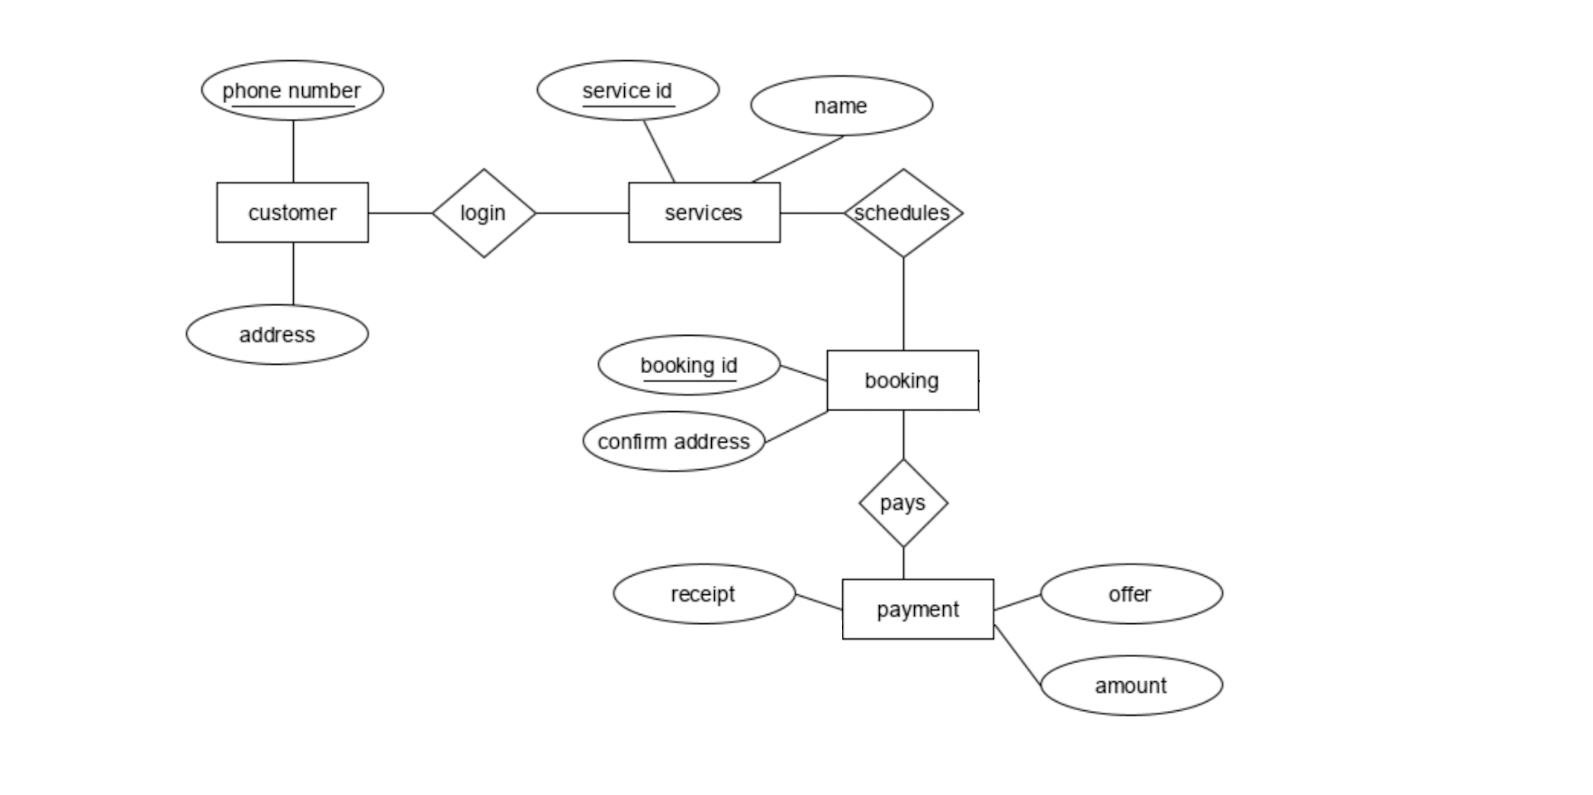 phone number
service id
name
customer
login
services
schedules
address
booking id
booking
confirm address
pays
receipt
payment
offer
amount